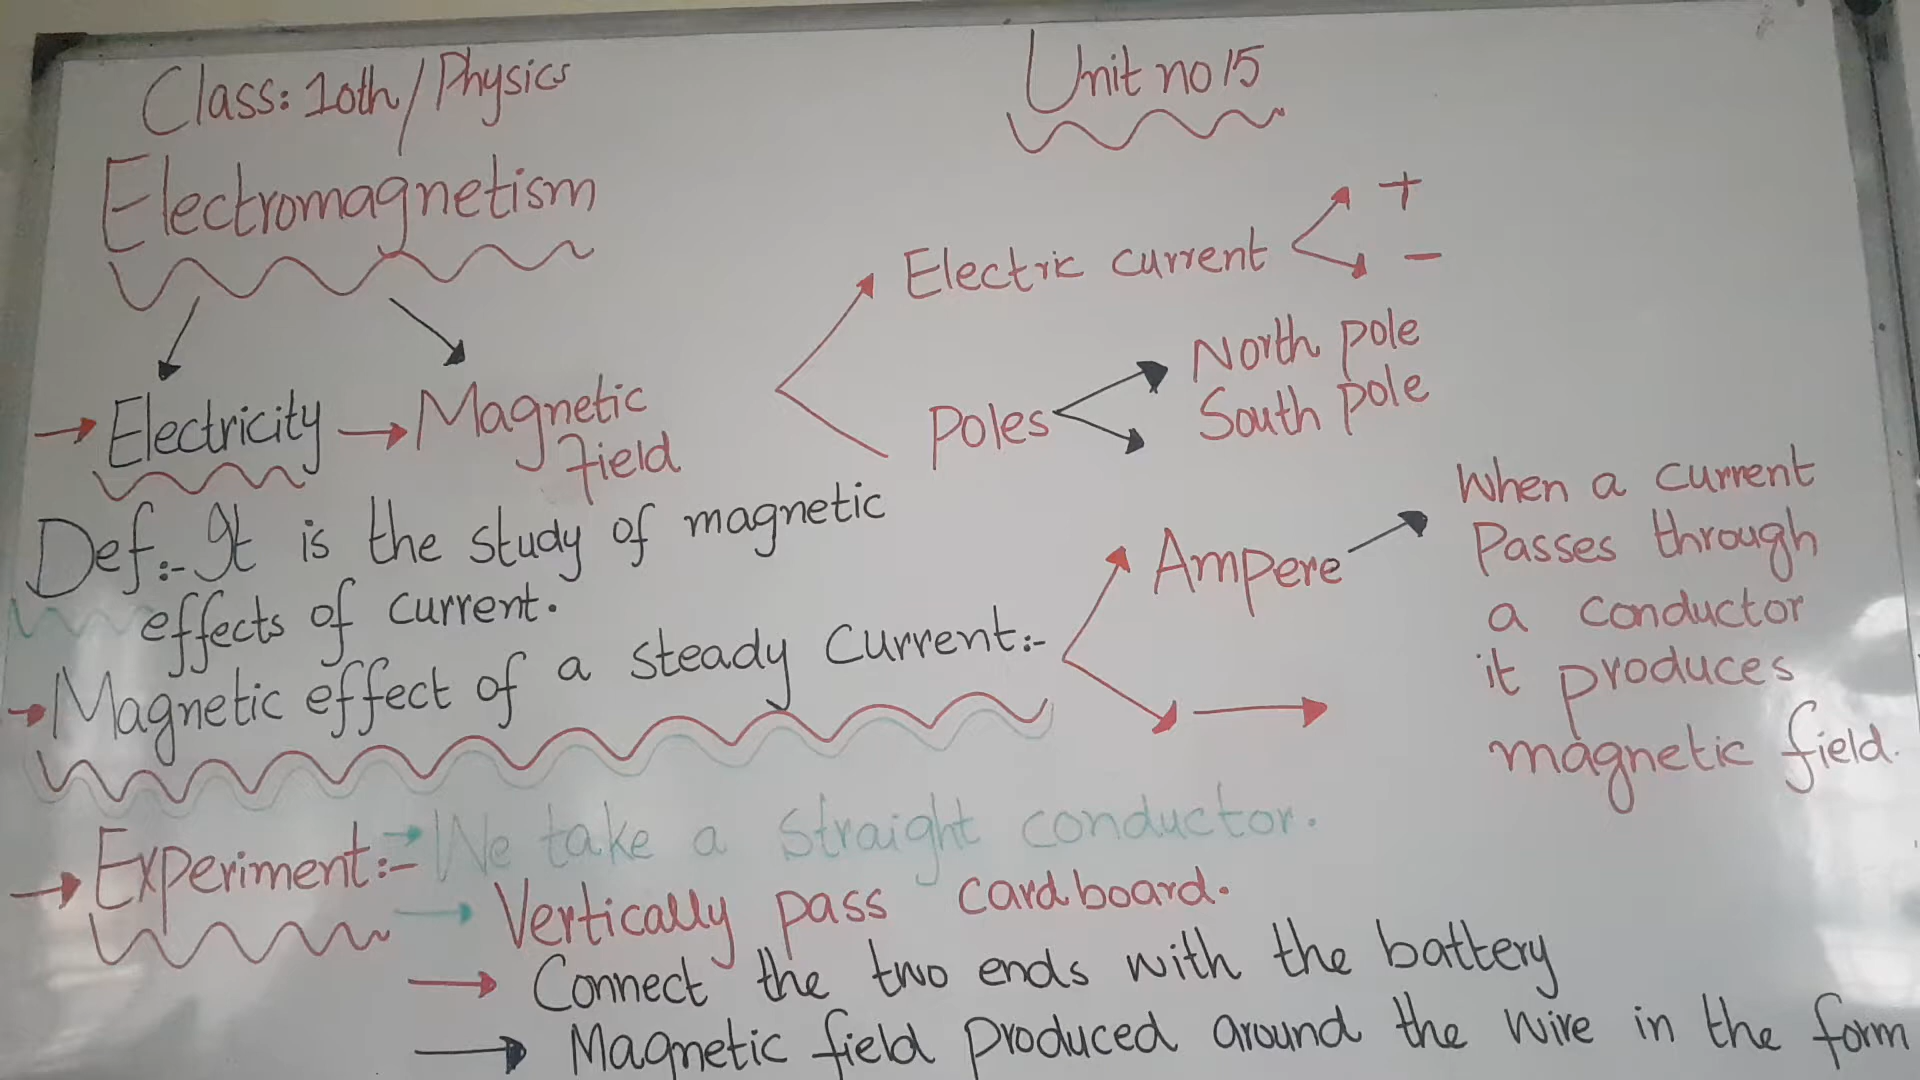 Class: 10th / Physics
Unit no 15
Electromagnetism
Electric current
+
-
Poles
North pole
South pole
Electricity
Magnetic
field
Def:- It is the study of magnetic
effects of current.
Magnetic effect of a steady current:-
Ampere
When a current
Passes through
a conductor
it produces
magnetic field.
Experiment:- We take a straight conductor.
Vertically pass cardboard.
Connect the two ends with the battery
Magnetic field produced around the wire in the form